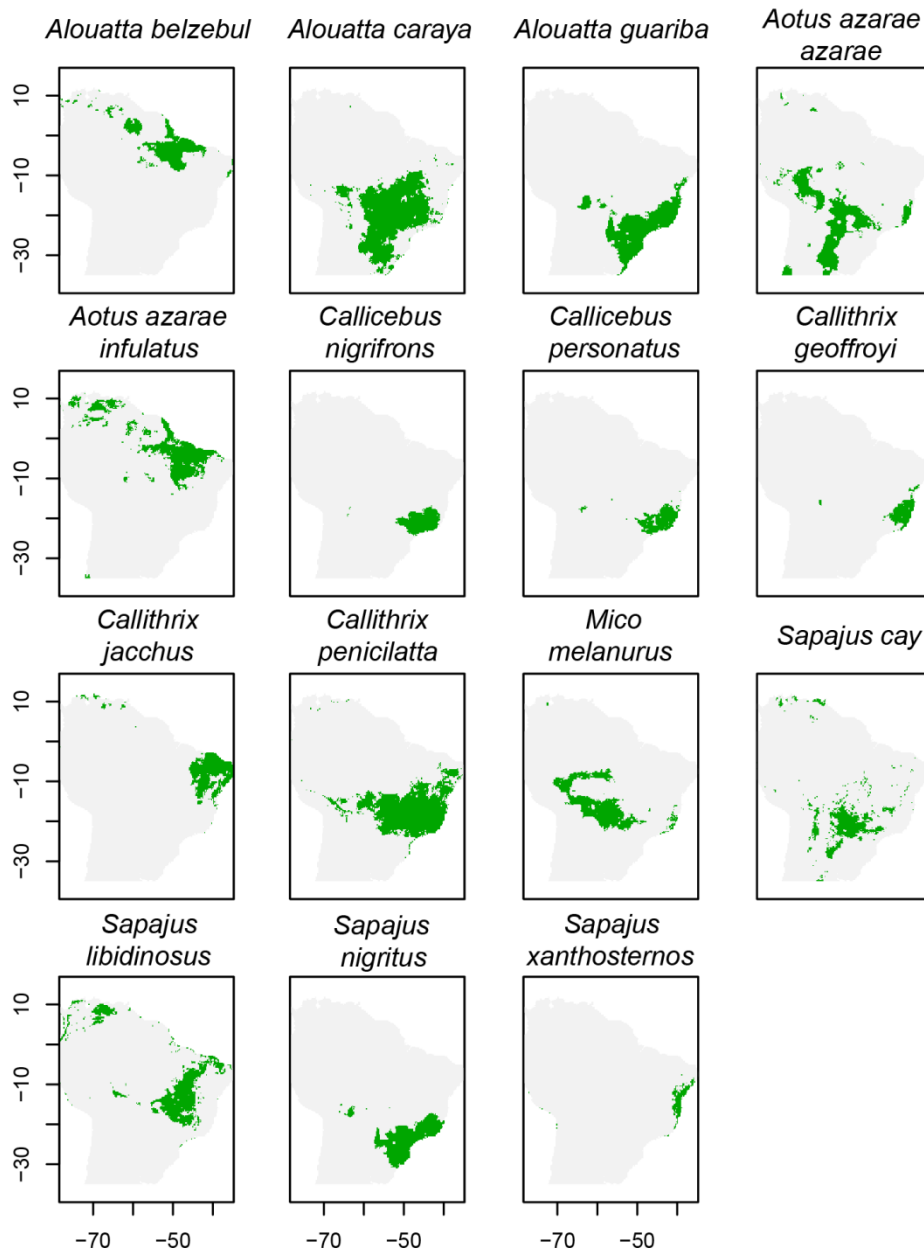 Alouatta belzebul
Alouatta caraya
Alouatta guariba
Aotus azarae
azarae
10
−10
−30
Aotus azarae
infulatus
Callicebus
nigrifrons
Callicebus
personatus
Callithrix
geoffroyi
10
−10
−30
Callithrix
jacchus
Callithrix
penicilatta
Mico
melanurus
Sapajus cay
10
−10
−30
Sapajus
libidinosus
Sapajus
nigritus
Sapajus
xanthosternos
10
−10
−30
−70 −50
−70 −50
−70 −50